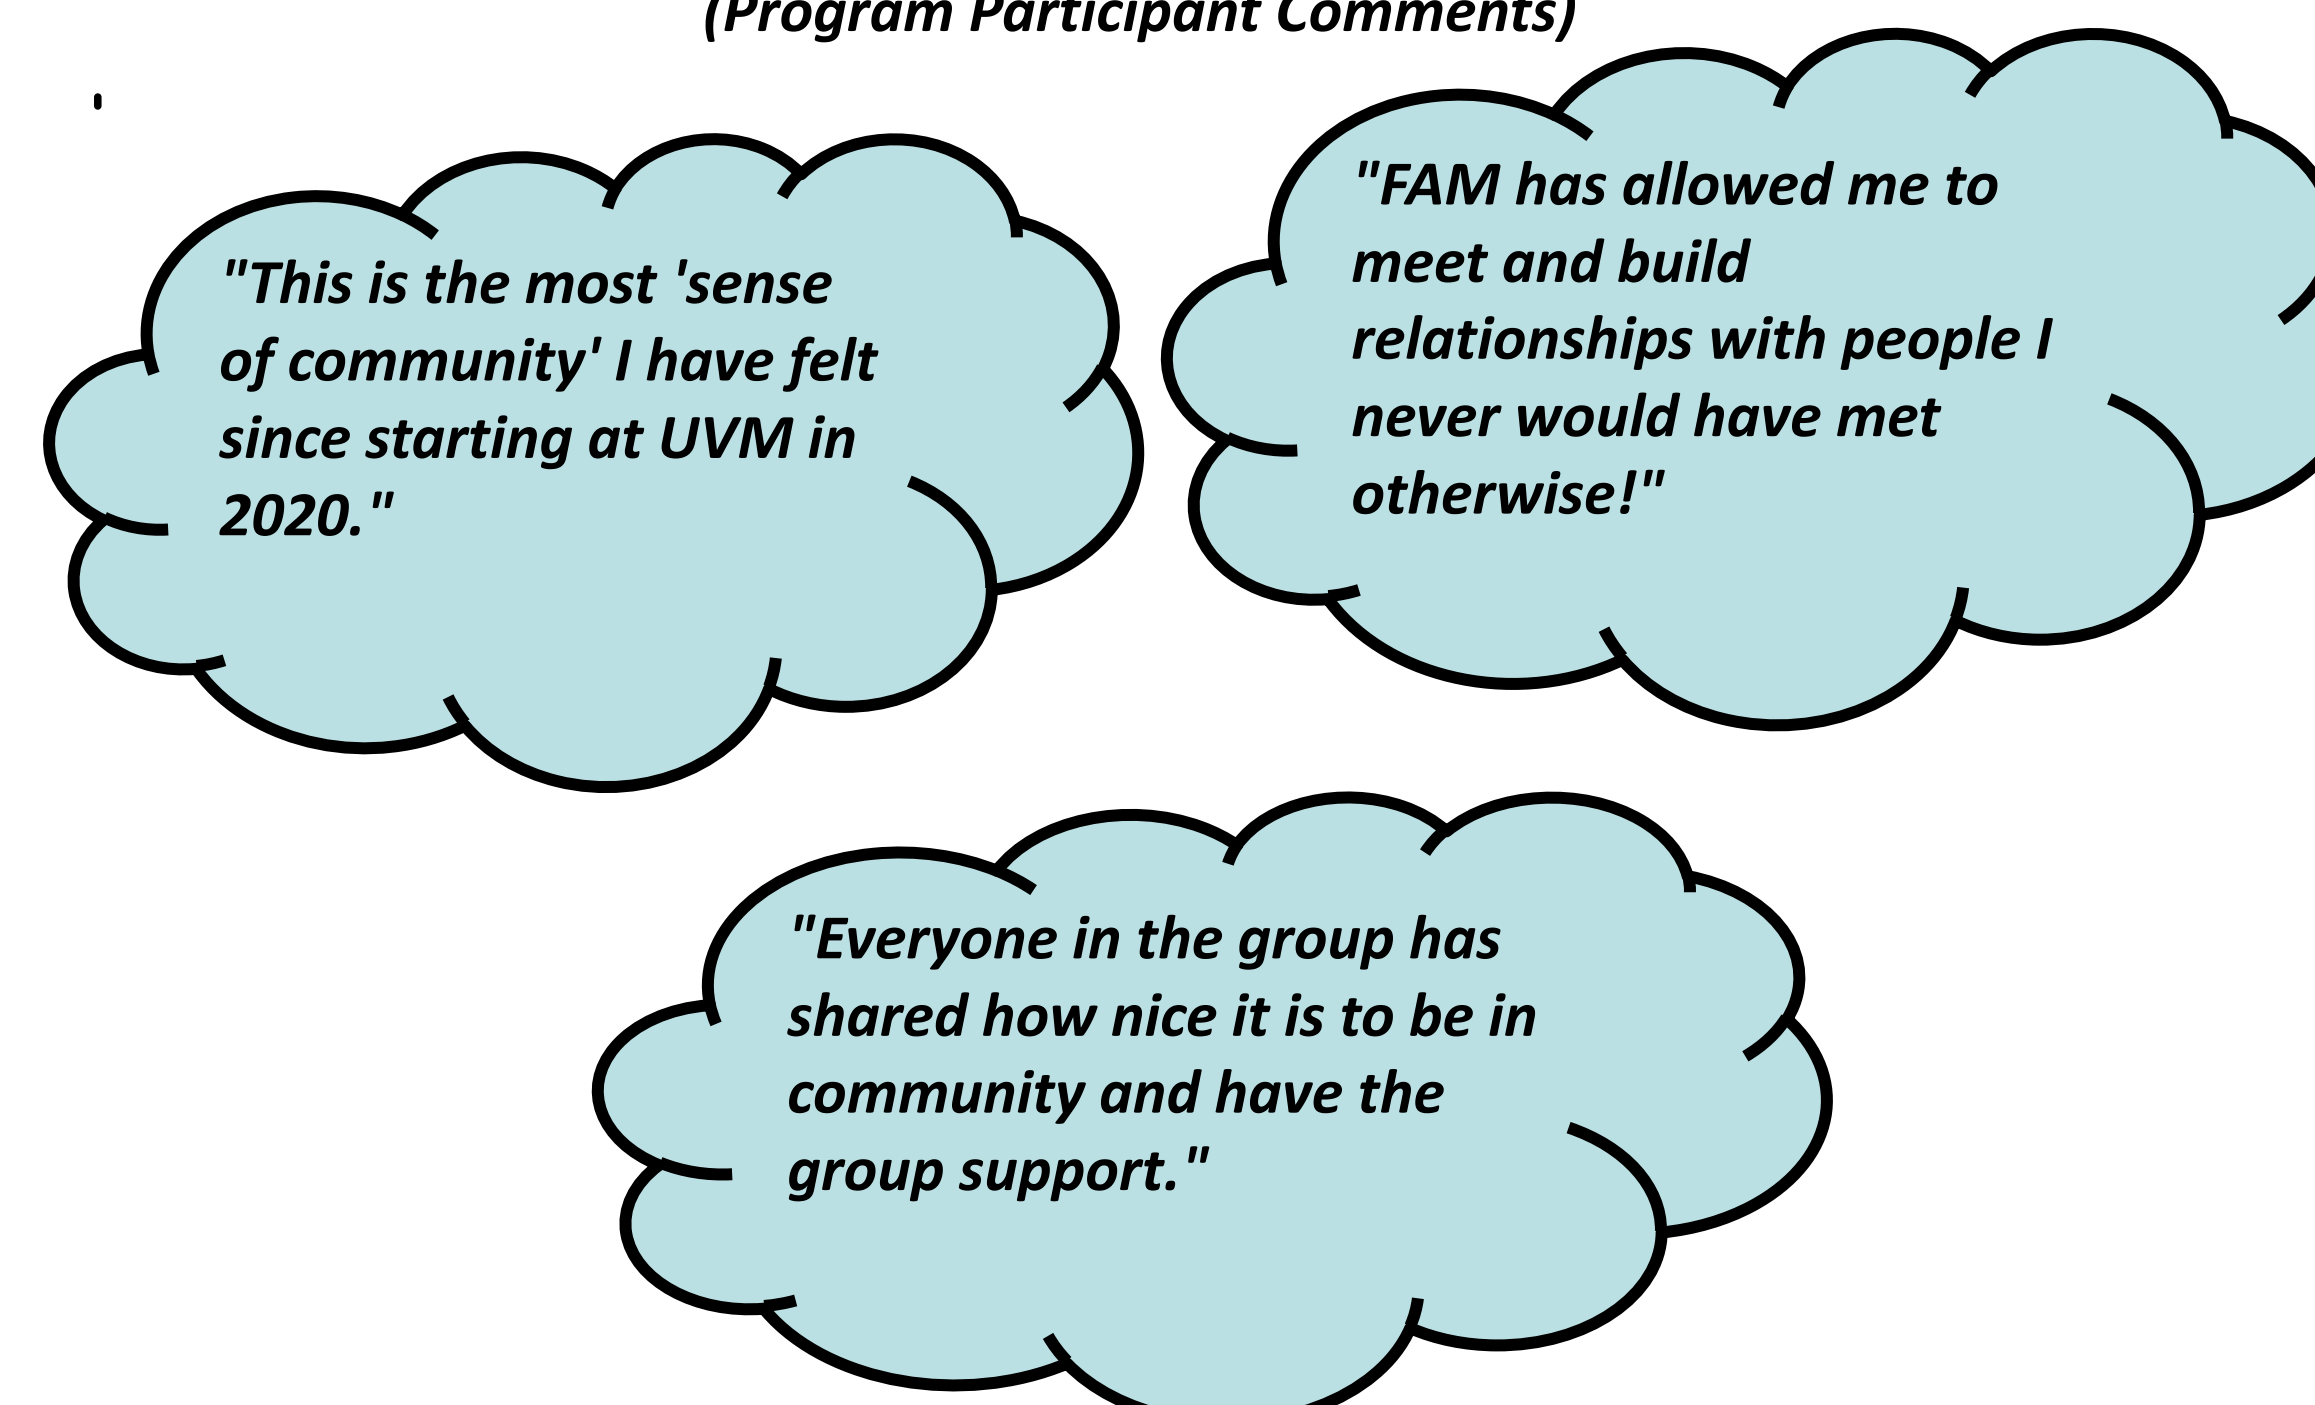 (Program Participant Comments)
"This is the most 'sense
of community' I have felt
since starting at UVM in
2020."
"FAM has allowed me to
meet and build
relationships with people I
never would have met
otherwise!"
"Everyone in the group has
shared how nice it is to be in
community and have the
group support."